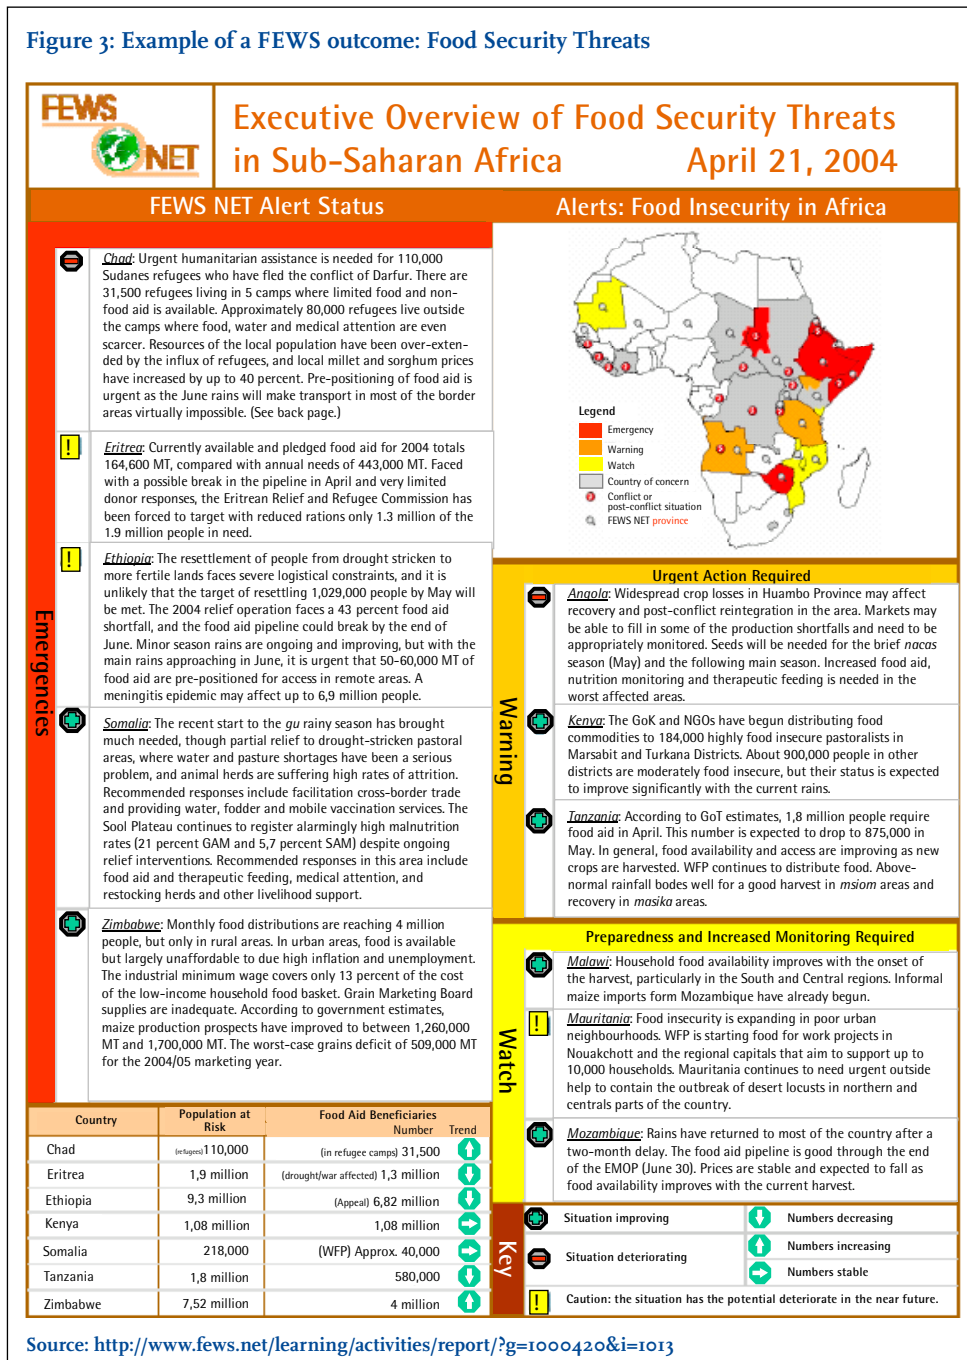 Figure 3: Example of a FEWS outcome: Food Security Threats
FEWS
NET
Executive Overview of Food Security Threats
in Sub-Saharan Africa April 21, 2004
FEWS NET Alert Status
Alerts: Food Insecurity in Africa
Emergencies
Chad: Urgent humanitarian assistance is needed for 110,000
Sudanes refugees who have fled the conflict of Darfur. There are
31,500 refugees living in 5 camps where limited food and non-
food aid is available. Approximately 80,000 refugees live outside
the camps where food, water and medical attention are even
scarcer. Resources of the local population have been over-exten-
ded by the influx of refugees, and local millet and sorghum prices
have increased by up to 40 percent. Pre-positioning of food aid is
urgent as the June rains will make transport in most of the border
areas virtually impossible. (See back page.)
!
Eritrea: Currently available and pledged food aid for 2004 totals
164,600 MT, compared with annual needs of 443,000 MT. Faced
with a possible break in the pipeline in April and very limited
donor responses, the Eritrean Relief and Refugee Commission has
been forced to target with reduced rations only 1.3 million of the
1.9 million people in need.
!
Ethiopia: The resettlement of people from drought stricken to
more fertile lands faces severe logistical constraints, and it is
unlikely that the target of resettling 1,029,000 people by May will
be met. The 2004 relief operation faces a 43 percent food aid
shortfall, and the food aid pipeline could break by the end of
June. Minor season rains are ongoing and improving, but with the
main rains approaching in June, it is urgent that 50-60,000 MT of
food aid are pre-positioned for access in remote areas. A
meningitis epidemic may affect up to 6,9 million people.
Somalia: The recent start to the gu rainy season has brought
much needed, though partial relief to drought-stricken pastoral
areas, where water and pasture shortages have been a serious
problem, and animal herds are suffering high rates of attrition.
Recommended responses include facilitation cross-border trade
and providing water, fodder and mobile vaccination services. The
Sool Plateau continues to register alarmingly high malnutrition
rates (21 percent GAM and 5,7 percent SAM) despite ongoing
relief interventions. Recommended responses in this area include
food aid and therapeutic feeding, medical attention, and
restocking herds and other livelihood support.
Zimbabwe: Monthly food distributions are reaching 4 million
people, but only in rural areas. In urban areas, food is available
but largely unaffordable to due high inflation and unemployment.
The industrial minimum wage covers only 13 percent of the cost
of the low-income household food basket. Grain Marketing Board
supplies are inadequate. According to government estimates,
maize production prospects have improved to between 1,260,000
MT and 1,700,000 MT. The worst-case grains deficit of 509,000 MT
for the 2004/05 marketing year.
Legend
Emergency
Warning
Watch
Country of concern
Conflict or
post-conflict situation
FEWS NET province
Urgent Action Required
Warning
Angola: Widespread crop losses in Huambo Province may affect
recovery and post-conflict reintegration in the area. Markets may
be able to fill in some of the production shortfalls and need to be
appropriately monitored. Seeds will be needed for the brief nacas
season (May) and the following main season. Increased food aid,
nutrition monitoring and therapeutic feeding is needed in the
worst affected areas.
Kenya: The GoK and NGOs have begun distributing food
commodities to 184,000 highly food insecure pastoralists in
Marsabit and Turkana Districts. About 900,000 people in other
districts are moderately food insecure, but their status is expected
to improve significantly with the current rains.
Tanzania: According to GoT estimates, 1,8 million people require
food aid in April. This number is expected to drop to 875,000 in
May. In general, food availability and access are improving as new
crops are harvested. WFP continues to distribute food. Above-
normal rainfall bodes well for a good harvest in msiom areas and
recovery in masika areas.
Preparedness and Increased Monitoring Required
Watch
Malawi: Household food availability improves with the onset of
the harvest, particularly in the South and Central regions. Informal
maize imports form Mozambique have already begun.
!
Mauritania: Food insecurity is expanding in poor urban
neighbourhoods. WFP is starting food for work projects in
Nouakchott and the regional capitals that aim to support up to
10,000 households. Mauritania continues to need urgent outside
help to contain the outbreak of desert locusts in northern and
centrals parts of the country.
Mozambique: Rains have returned to most of the country after a
two-month delay. The food aid pipeline is good through the end
of the EMOP (June 30). Prices are stable and expected to fall as
food availability improves with the current harvest.
Country Population at Risk Food Aid Beneficiaries
Number Trend
Chad (refugees)110,000 (in refugee camps) 31,500
Eritrea 1,9 million (drought/war affected) 1,3 million
Ethiopia 9,3 million (Appeal) 6,82 million
Kenya 1,08 million 1,08 million
Somalia 218,000 (WFP) Approx. 40,000
Tanzania 1,8 million 580,000
Zimbabwe 7,52 million 4 million
Key
Situation improving
Numbers decreasing
Situation deteriorating
Numbers increasing
Numbers stable
!
Caution: the situation has the potential deteriorate in the near future.
Source: http://www.fews.net/learning/activities/report/?g=1000420&i=1013